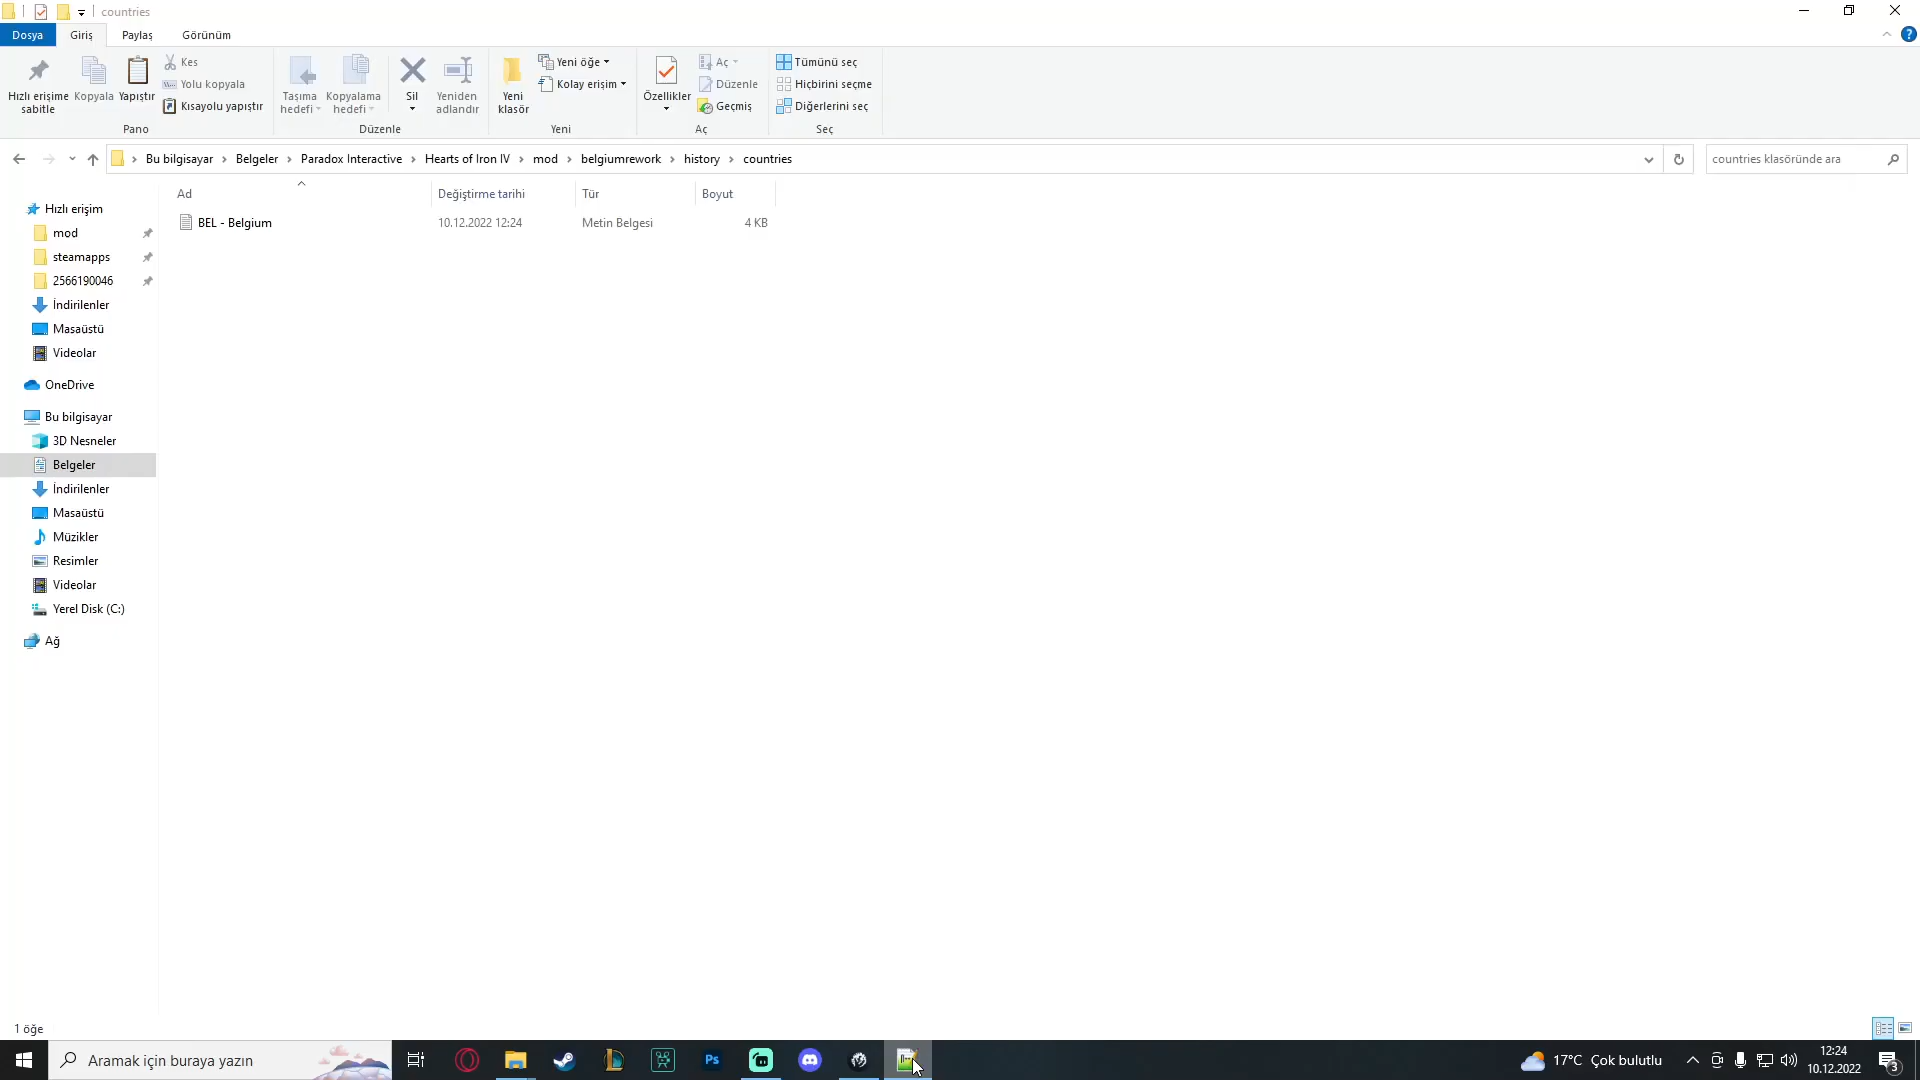 countries
Dosya
Giriş
Paylaş
Görünüm
?
Hızlı erişime sabitle
Kopyala
Yapıştır
Kes
Yolu kopyala
Kısayolu yapıştır
Pano
Taşıma hedefi
Kopyalama hedefi
Sil
Yeniden adlandır
Düzenle
Yeni klasör
Yeni öğe
Kolay erişim
Yeni
Özellikler
Aç
Düzenle
Geçmiş
Aç
Tümünü seç
Hiçbirini seçme
Diğerlerini seç
Seç
Bu bilgisayar > Belgeler > Paradox Interactive > Hearts of Iron IV > mod > belgiumrework > history > countries
countries klasöründe ara
Ad Değiştirme tarihi Tür Boyut
BEL - Belgium 10.12.2022 12:24 Metin Belgesi 4 KB
Hızlı erişim
mod
steamapps
2566190046
İndirilenler
Masaüstü
Videolar
OneDrive
Bu bilgisayar
3D Nesneler
Belgeler
İndirilenler
Masaüstü
Müzikler
Resimler
Videolar
Yerel Disk (C:)
Ağ
1 öğe
Aramak için buraya yazın
Ps
17°C Çok bulutlu
12:24
10.12.2022
3